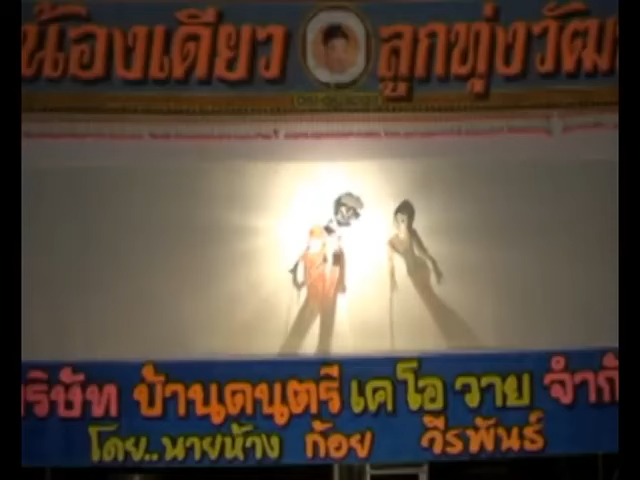 น้องเดียว ลูกทุ่งวัฒ
ริษัท บ้านดนตรี เค โอ วาย จำกั
โดย..นายห้าง ก้อย วีรพันธ์